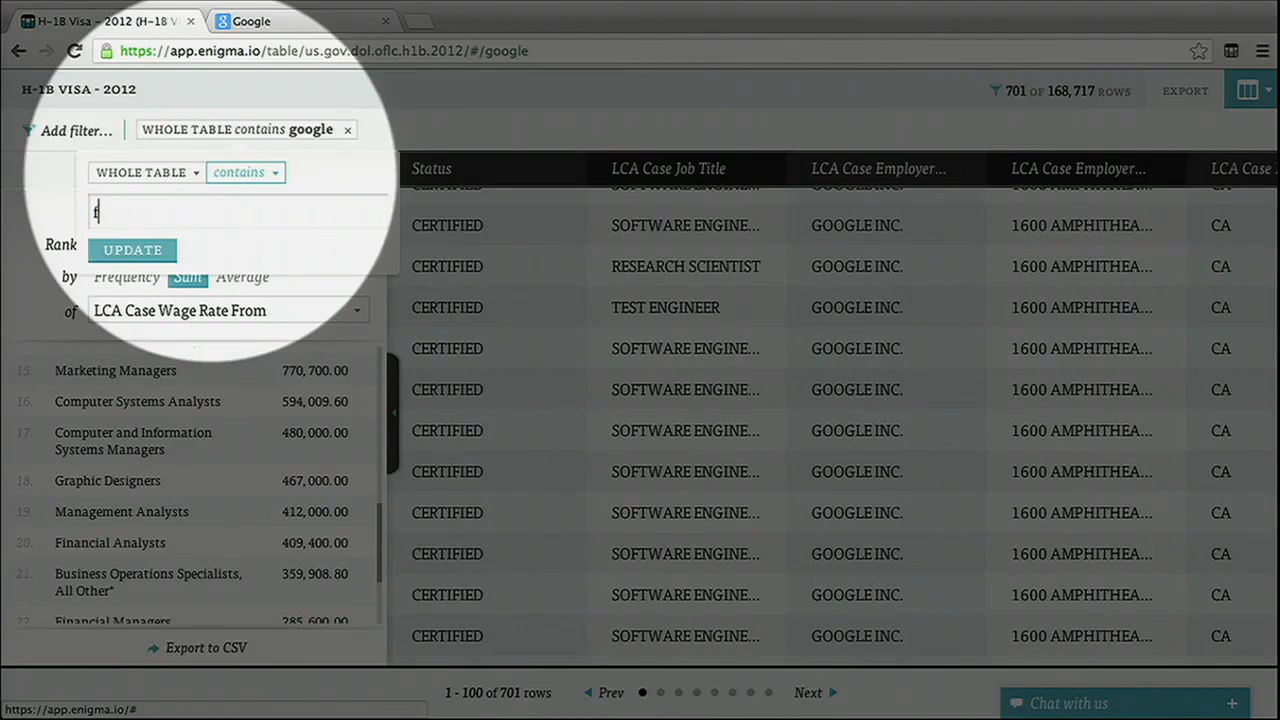 H-1B Visa – 2012 (H-1B V
Google
https://app.enigma.io/table/us.gov.dol.oflc.h1b.2012/#/google
H-1B VISA - 2012
701 OF 168,717 ROWS
EXPORT
Add filter...
WHOLE TABLE contains google ×
WHOLE TABLE
contains
f
UPDATE
Rank
by Frequency Sum Average
of LCA Case Wage Rate From
15. Marketing Managers 770,700.00
16. Computer Systems Analysts 594,009.60
17. Computer and Information Systems Managers 480,000.00
18. Graphic Designers 467,000.00
19. Management Analysts 412,000.00
20. Financial Analysts 409,400.00
21. Business Operations Specialists, All Other* 359,908.80
22. Financial Managers 285,600.00
Export to CSV
Status LCA Case Job Title LCA Case Employer... LCA Case Employer... LCA Case
CERTIFIED SOFTWARE ENGINE... GOOGLE INC. 1600 AMPHITHEA... CA
CERTIFIED RESEARCH SCIENTIST GOOGLE INC. 1600 AMPHITHEA... CA
CERTIFIED TEST ENGINEER GOOGLE INC. 1600 AMPHITHEA... CA
CERTIFIED SOFTWARE ENGINE... GOOGLE INC. 1600 AMPHITHEA... CA
CERTIFIED SOFTWARE ENGINE... GOOGLE INC. 1600 AMPHITHEA... CA
CERTIFIED SOFTWARE ENGINE... GOOGLE INC. 1600 AMPHITHEA... CA
CERTIFIED SOFTWARE ENGINE... GOOGLE INC. 1600 AMPHITHEA... CA
CERTIFIED SOFTWARE ENGINE... GOOGLE INC. 1600 AMPHITHEA... CA
CERTIFIED SOFTWARE ENGINE... GOOGLE INC. 1600 AMPHITHEA... CA
CERTIFIED SOFTWARE ENGINE... GOOGLE INC. 1600 AMPHITHEA... CA
CERTIFIED SOFTWARE ENGINE... GOOGLE INC. 1600 AMPHITHEA... CA
1 - 100 of 701 rows
Prev
Next
Chat with us +
https://app.enigma.io/#